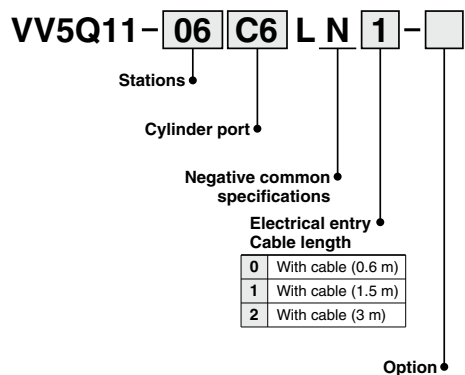 VV5Q11-06 C6 L N 1-
Stations
Cylinder port
Negative common
specifications
Electrical entry
Cable length
0 With cable (0.6 m)
1 With cable (1.5 m)
2 With cable (3 m)
Option